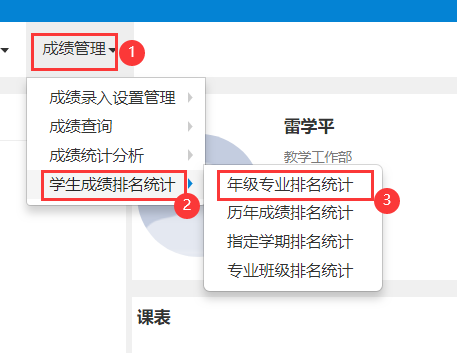 成绩管理 1
成绩录入设置管理
成绩查询
成绩统计分析
学生成绩排名统计 2
年级专业排名统计 3
历年成绩排名统计
指定学期排名统计
专业班级排名统计
雷学平
教学工作部
课表